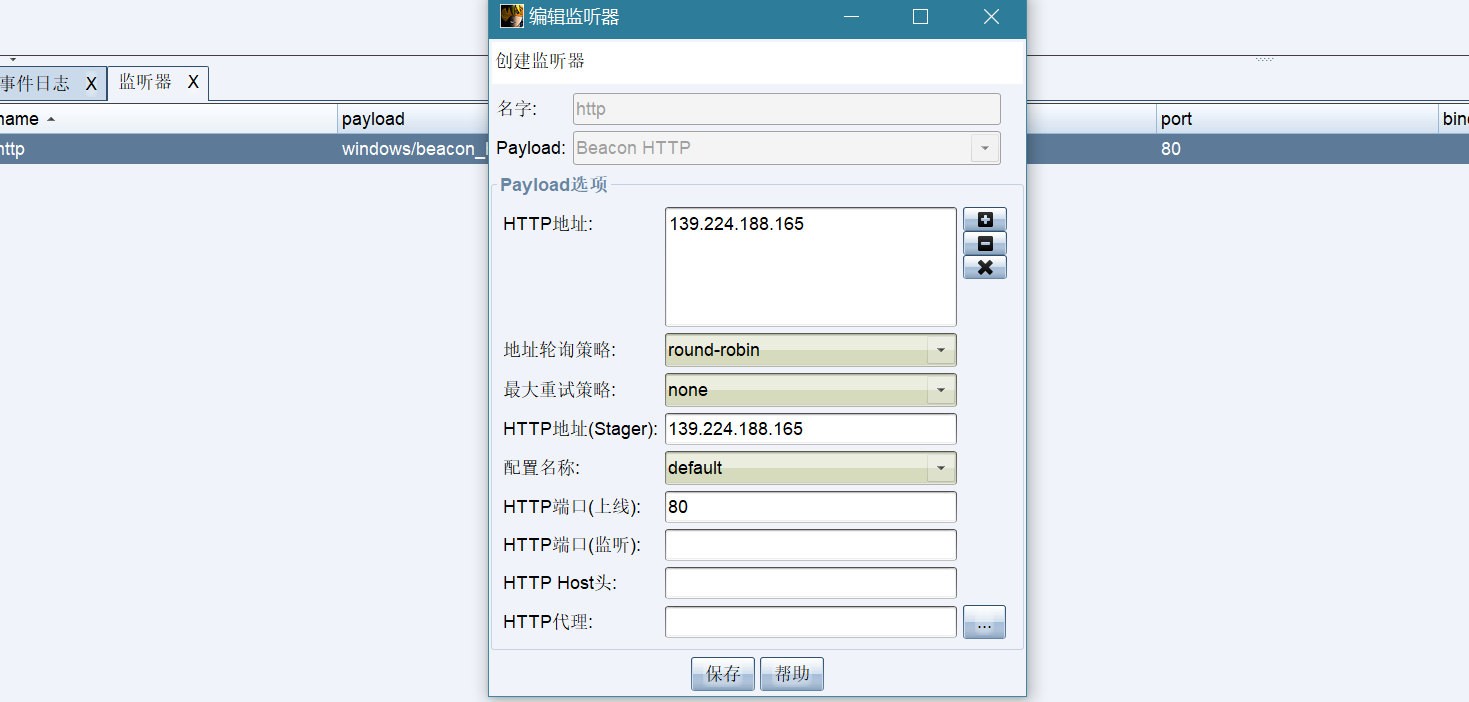 编辑监听器
创建监听器
事件日志 X 监听器 X
name payload port
http windows/beacon_ 80
名字: http
Payload: Beacon HTTP
Payload选项
HTTP地址: 139.224.188.165
地址轮询策略: round-robin
最大重试策略: none
HTTP地址(Stager): 139.224.188.165
配置名称: default
HTTP端口(上线): 80
HTTP端口(监听):
HTTP Host头:
HTTP代理: ...
保存 帮助